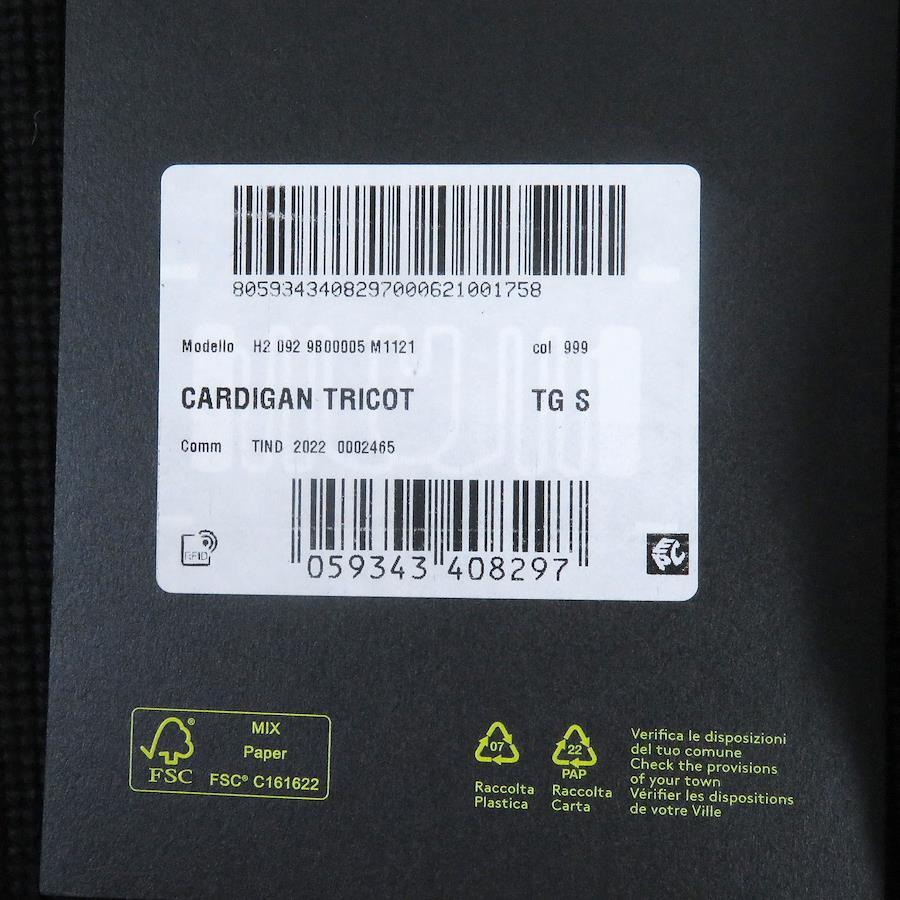 8059343408297000621001758
Modello H2 092 9B00005 M1121 col 999
CARDIGAN TRICOT TG S
Comm TIND 2022 0002465
RFID
059343 408297
EPC
MIX
Paper
FSC
FSC® C161622
07
Raccolta
Plastica
22
PAP
Raccolta
Carta
Verifica le disposizioni
del tuo comune
Check the provisions
of your town
Vérifier les dispositions
de votre Ville